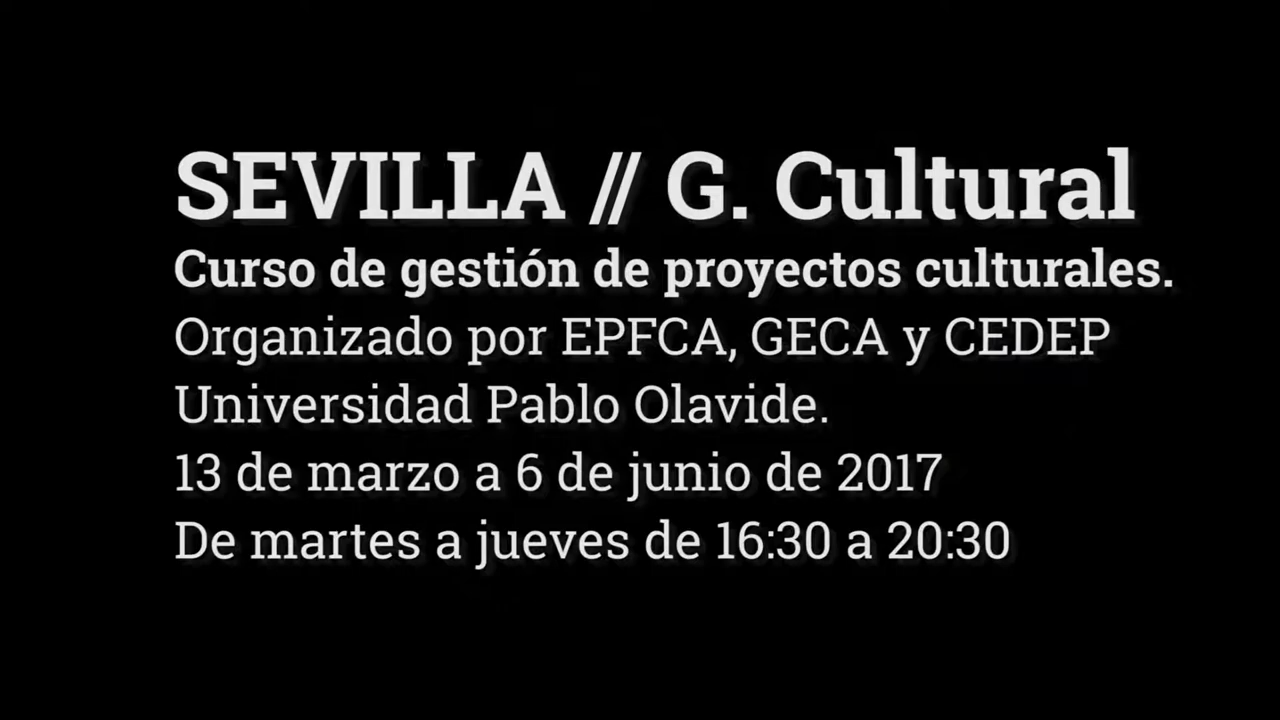 SEVILLA // G. Cultural
Curso de gestión de proyectos culturales.
Organizado por EPFCA, GECA y CEDEP
Universidad Pablo Olavide.
13 de marzo a 6 de junio de 2017
De martes a jueves de 16:30 a 20:30